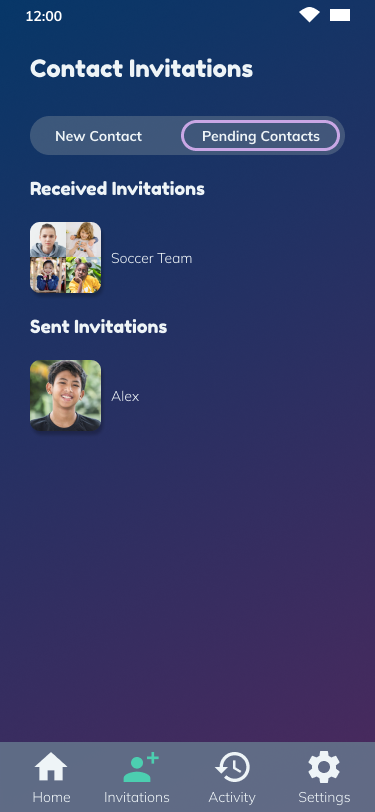 12:00
Contact Invitations
New Contact
Pending Contacts
Received Invitations
Soccer Team
Sent Invitations
Alex
Home
Invitations
Activity
Settings